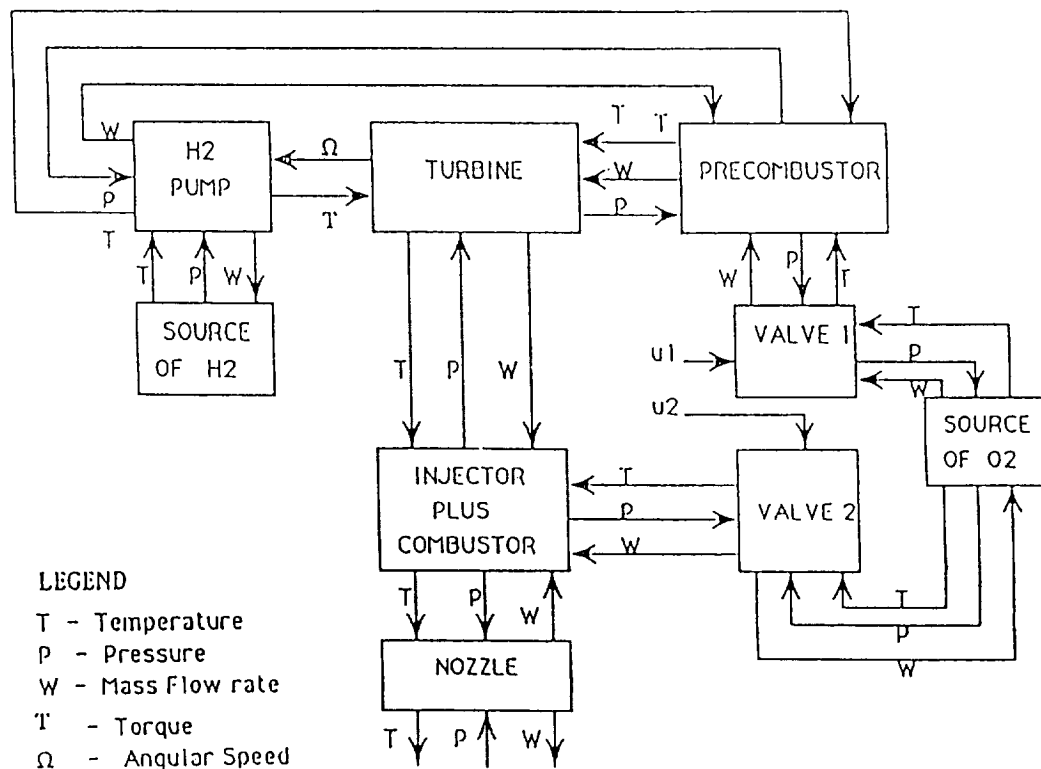 W
H2
PUMP
Ω
T
TURBINE
T T
W
P
PRECOMBUSTOR
P
T
T P W
W P T
SOURCE
OF H2
VALVE 1
u1
T
P
W
T P W
u2
SOURCE
OF O2
INJECTOR
PLUS
COMBUSTOR
T
P
W
VALVE 2
T P W
T
P
W
NOZZLE
T P W
LEGEND
T - Temperature
P - Pressure
W - Mass Flow rate
T - Torque
Ω - Angular Speed